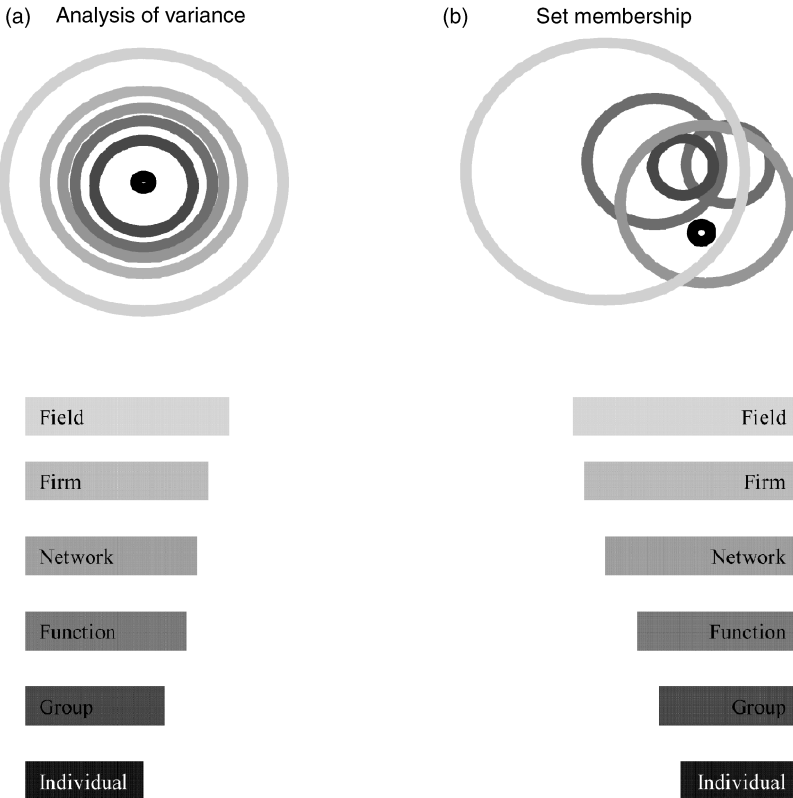 (a) Analysis of variance
(b) Set membership
Field
Firm
Network
Function
Group
Individual
Field
Firm
Network
Function
Group
Individual